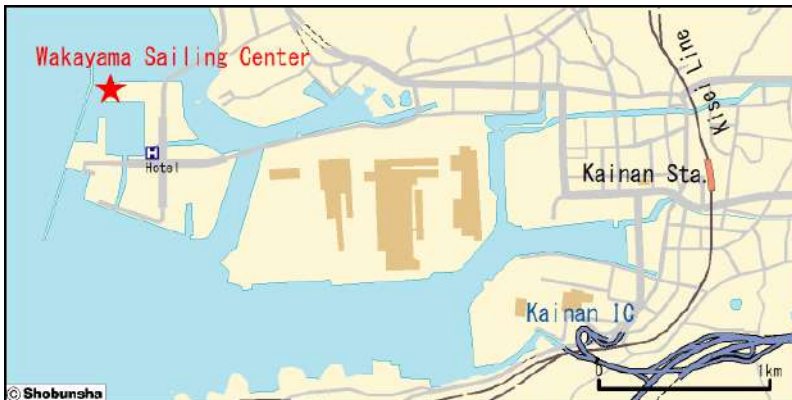 Wakayama Sailing Center
Kisei Line
H
Hotel
Kainan Sta.
Kainan IC
0 1km
© Shobunsha